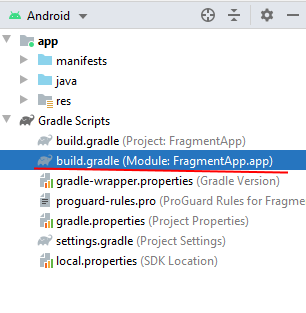 Android
app
manifests
java
res
Gradle Scripts
build.gradle (Project: FragmentApp)
build.gradle (Module: FragmentApp.app)
gradle-wrapper.properties (Gradle Version)
proguard-rules.pro (ProGuard Rules for Fragme
gradle.properties (Project Properties)
settings.gradle (Project Settings)
local.properties (SDK Location)